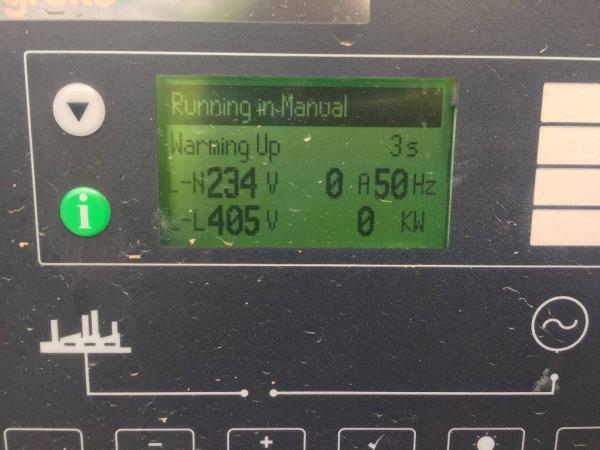 Running in Manual
Warming Up 3s
L-N 234 V 0 A 50 Hz
L-L 405 V 0 KW
i
- + ✓